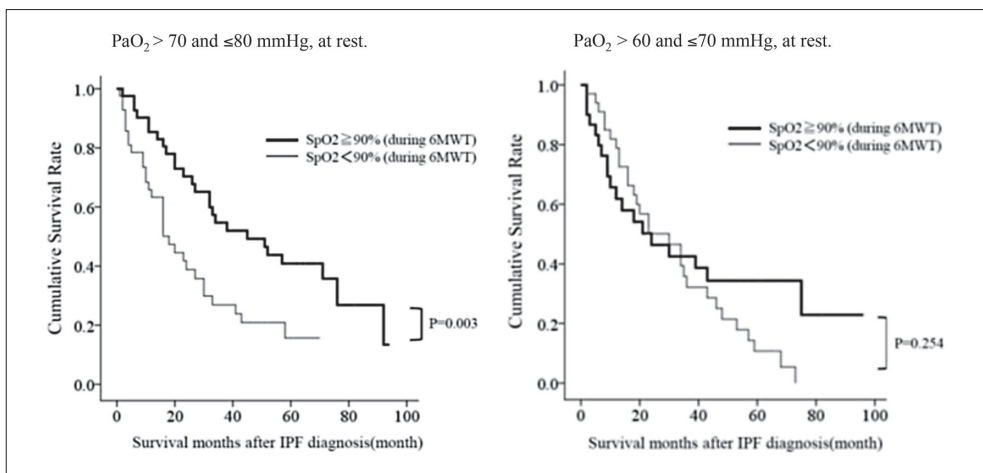 PaO₂ > 70 and ≤80 mmHg, at rest.
1.0
0.8
0.6
0.4
0.2
0.0
Cumulative Survival Rate
SpO2≧90% (during 6MWT)
SpO2<90% (during 6MWT)
P=0.003
0 20 40 60 80 100
Survival months after IPF diagnosis(month)
PaO₂ > 60 and ≤70 mmHg, at rest.
1.0
0.8
0.6
0.4
0.2
0.0
Cumulative Survival Rate
SpO2≧90% (during 6MWT)
SpO2<90% (during 6MWT)
P=0.254
0 20 40 60 80 100
Survival months after IPF diagnosis(month)